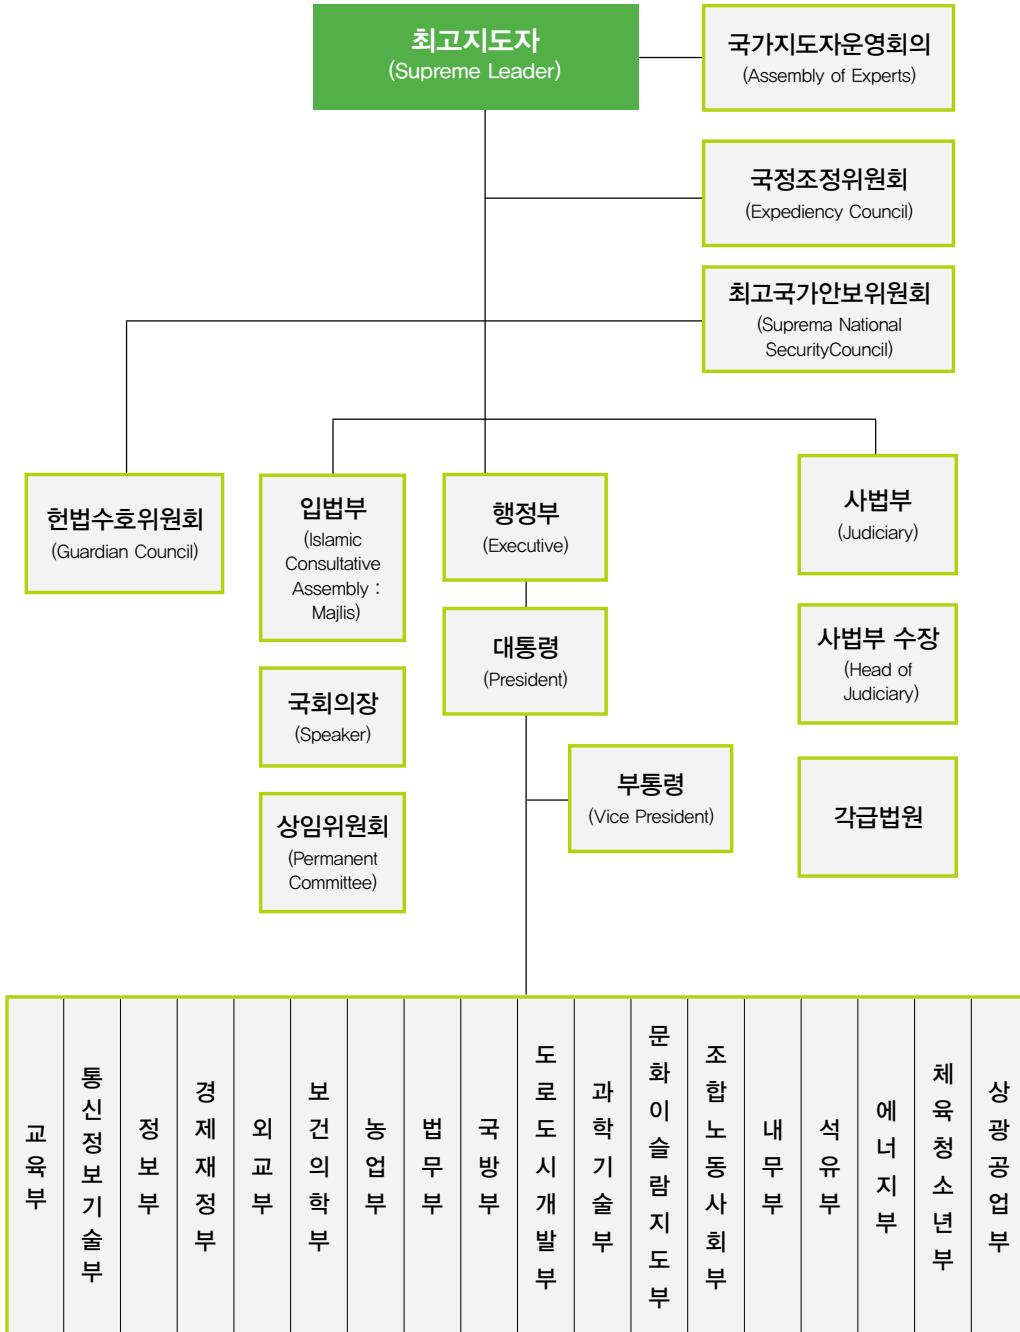 최고지도자
(Supreme Leader)
국가지도자운영회의
(Assembly of Experts)
국정조정위원회
(Expediency Council)
최고국가안보위원회
(Suprema National
SecurityCouncil)
헌법수호위원회
(Guardian Council)
입법부
(Islamic
Consultative
Assembly :
Majlis)
행정부
(Executive)
사법부
(Judiciary)
대통령
(President)
사법부 수장
(Head of
Judiciary)
국회의장
(Speaker)
부통령
(Vice President)
상임위원회
(Permanent
Committee)
각급법원
교육부
통신정보기술부
정보부
경제재정부
외교부
보건의학부
농업부
법무부
국방부
도로도시개발부
과학기술부
문화이슬람지도부
조합노동사회부
내무부
석유부
에너지부
체육청소년부
상광공업부